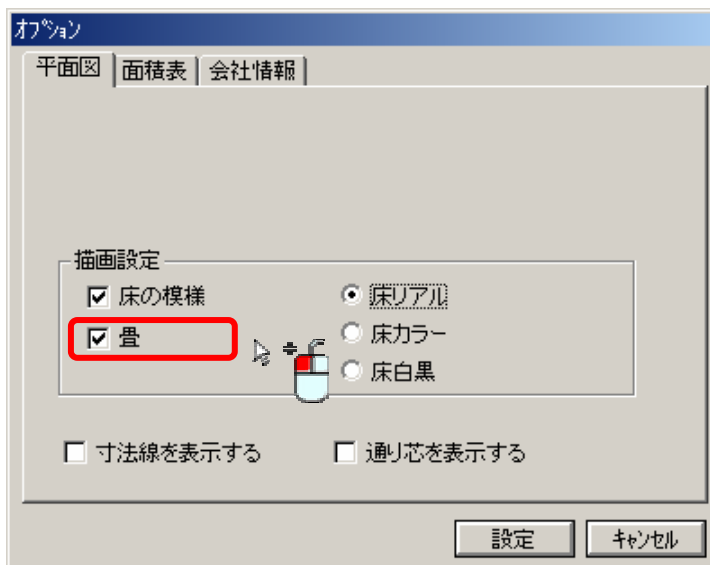 ｵﾌﾟｼｮﾝ
平面図 面積表 会社情報
描画設定
床の模様 床リアル
畳 床カラー
床白黒
寸法線を表示する 通り芯を表示する
設定 ｷｬﾝｾﾙ